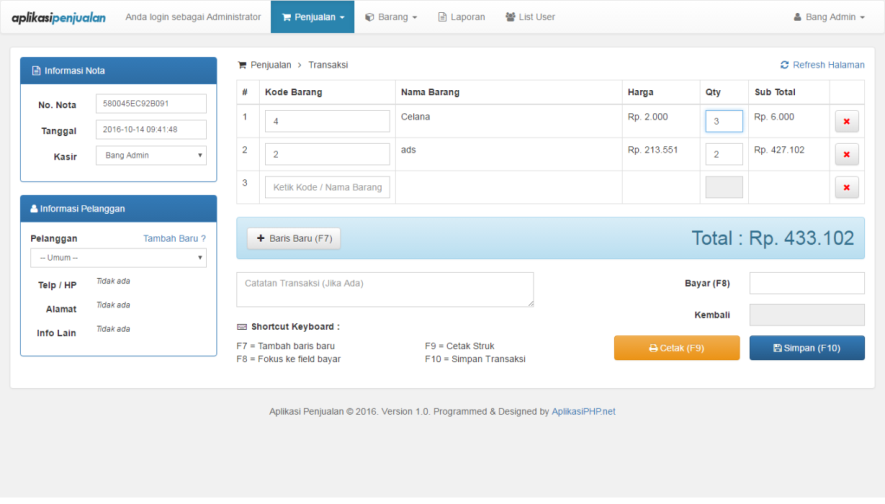 aplikasipenjualan Anda login sebagai Administrator Penjualan Barang Laporan List User Bang Admin
Informasi Nota
No. Nota 580045EC92B091
Tanggal 2016-10-14 09:41:48
Kasir Bang Admin
Informasi Pelanggan
Pelanggan Tambah Baru ?
-- Umum --
Telp / HP Tidak ada
Alamat Tidak ada
Info Lain Tidak ada
Penjualan > Transaksi Refresh Halaman
# Kode Barang Nama Barang Harga Qty Sub Total
1 4 Celana Rp. 2.000 3 Rp. 6.000
2 2 ads Rp. 213.551 2 Rp. 427.102
3 Ketik Kode / Nama Barang
Baris Baru (F7) Total : Rp. 433.102
Catatan Transaksi (Jika Ada)
Bayar (F8)
Kembali
Shortcut Keyboard :
F7 = Tambah baris baru F9 = Cetak Struk
F8 = Fokus ke field bayar F10 = Simpan Transaksi
Cetak (F9) Simpan (F10)
Aplikasi Penjualan © 2016. Version 1.0. Programmed & Designed by AplikasiPHP.net